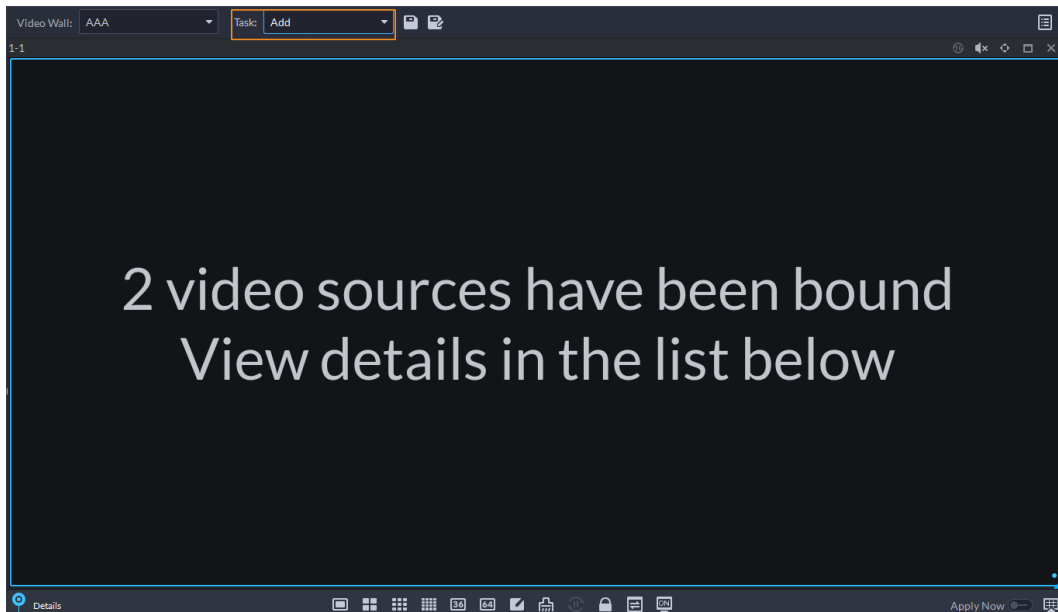 Video Wall: AAA Task: Add
1-1
2 video sources have been bound
View details in the list below
Details 36 64 ON Apply Now